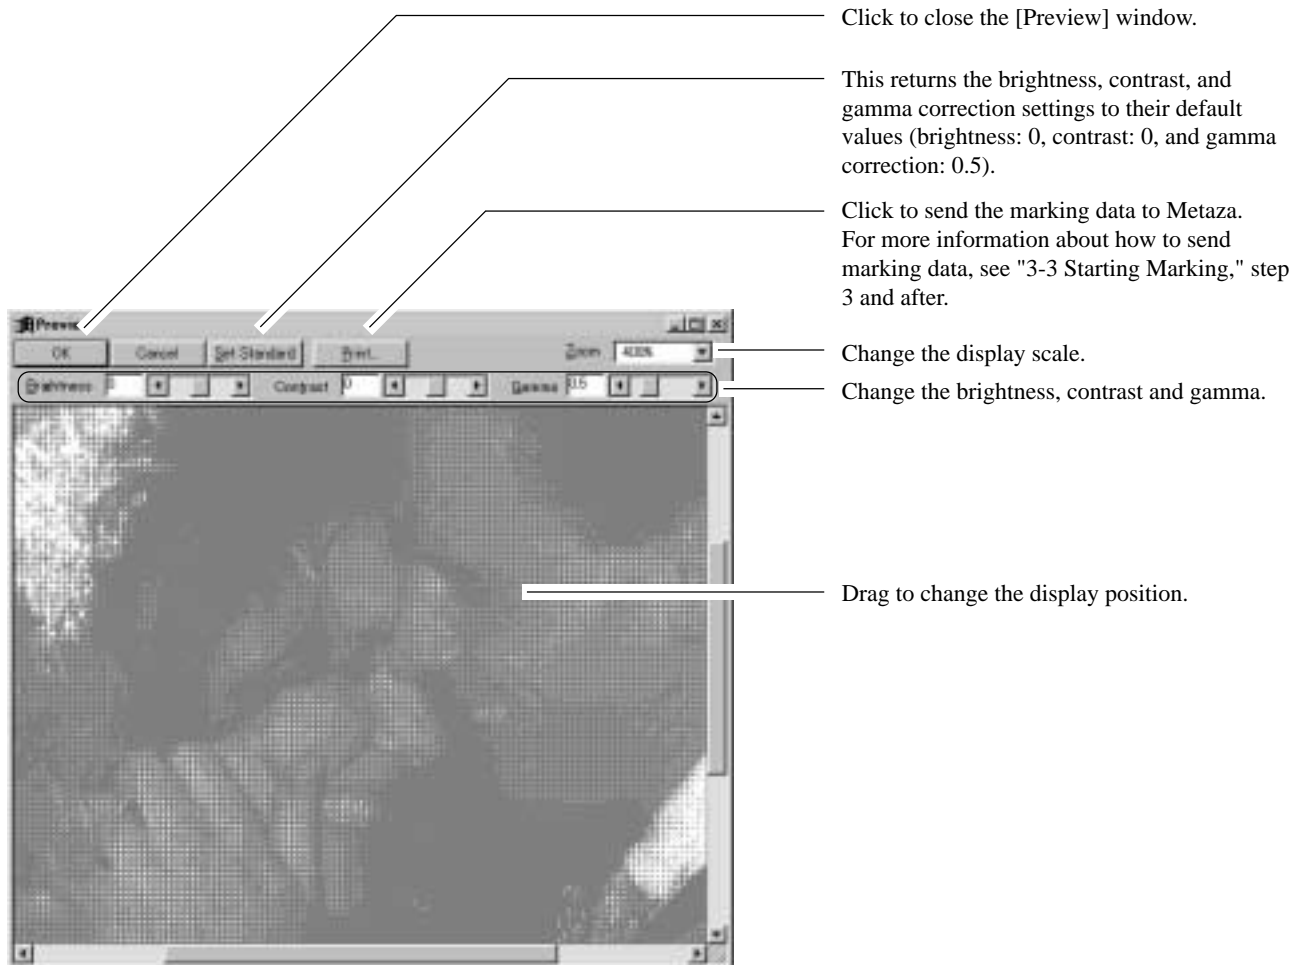 Click to close the [Preview] window.
This returns the brightness, contrast, and
gamma correction settings to their default
values (brightness: 0, contrast: 0, and gamma
correction: 0.5).
Click to send the marking data to Metaza.
For more information about how to send
marking data, see "3-3 Starting Marking," step
3 and after.
OK Cancel Set Standard Print... Zoom 400%
Change the display scale.
Brightness Contrast 0 Gamma 0.5
Change the brightness, contrast and gamma.
Drag to change the display position.